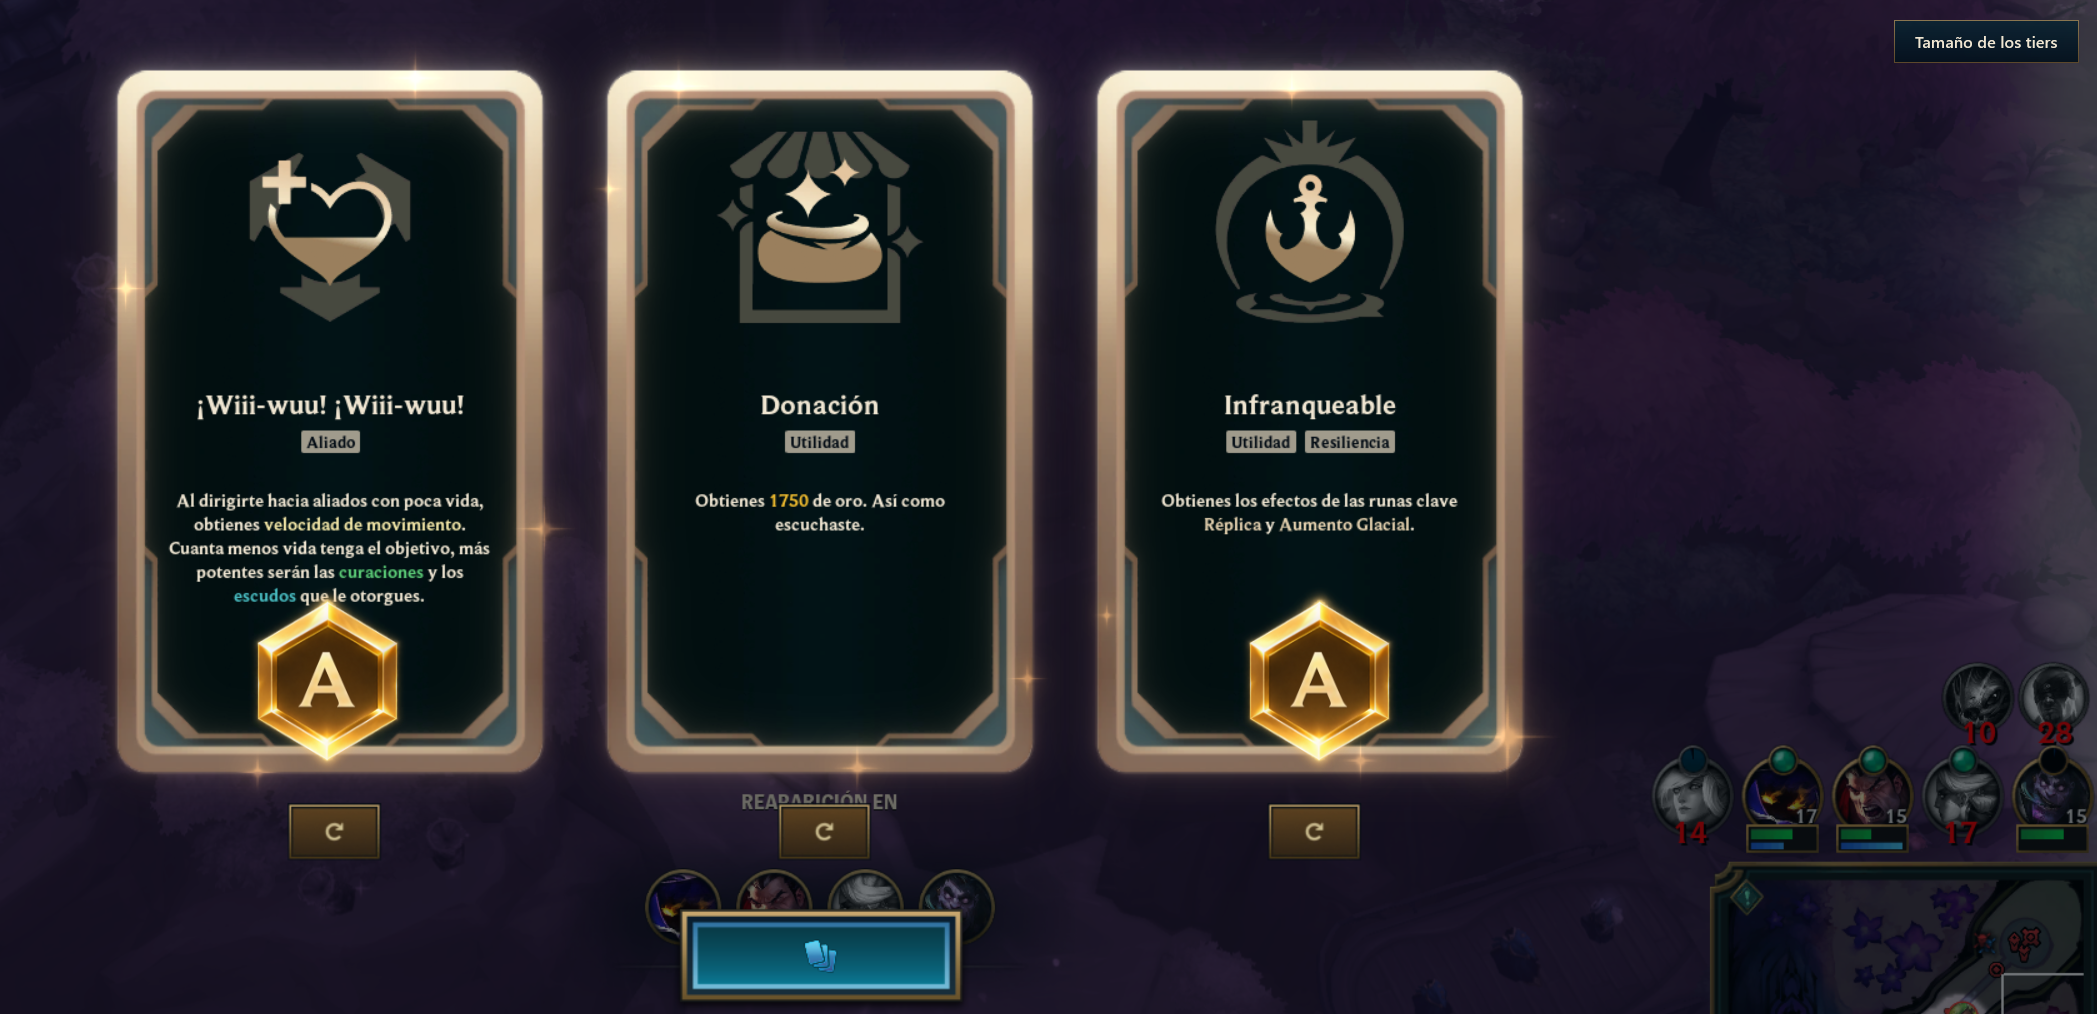 Tamaño de los tiers
¡Wiii-wuu! ¡Wiii-wuu!
Aliado
Al dirigirte hacia aliados con poca vida,
obtienes velocidad de movimiento.
Cuanta menos vida tenga el objetivo, más
potentes serán las curaciones y los
escudos que le otorgues.
A
Donación
Utilidad
Obtienes 1750 de oro. Así como
escuchaste.
Infranqueable
Utilidad Resiliencia
Obtienes los efectos de las runas clave
Réplica y Aumento Glacial.
A
REAPARICIÓN EN
10 28
14 17 15 17 15